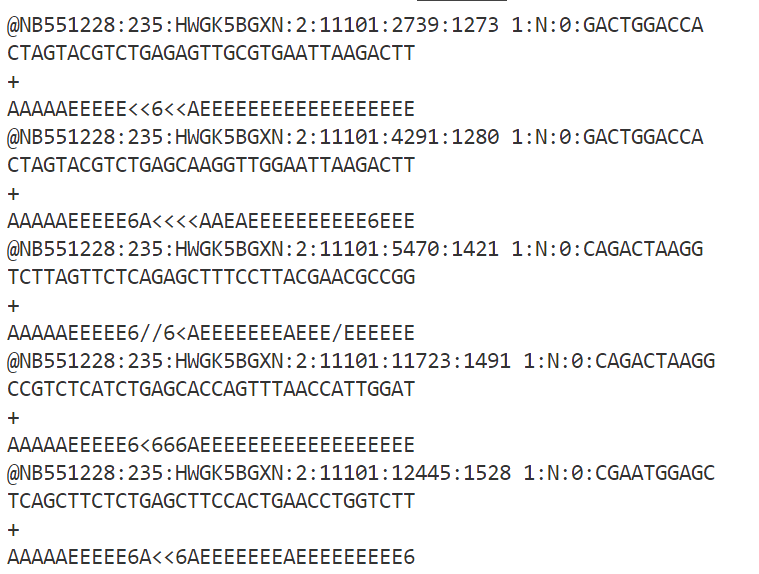 @NB551228:235:HWGK5BGXN:2:11101:2739:1273 1:N:0:GACTGGACCA
CTAGTACGTCTGAGAGTTGCGTGAATTAAGACTT
+
AAAAAEEEEE<<6<<AEEEEEEEEEEEEEEEEEE
@NB551228:235:HWGK5BGXN:2:11101:4291:1280 1:N:0:GACTGGACCA
CTAGTACGTCTGAGCAAGGTTGGAATTAAGACTT
+
AAAAAEEEEE6A<<<<AAEAEEEEEEEEEE6EEE
@NB551228:235:HWGK5BGXN:2:11101:5470:1421 1:N:0:CAGACTAAGG
TCTTAGTTCTCAGAGCTTTCCTTACGAACGCCGG
+
AAAAAEEEEE6//6<AEEEEEEEAEEE/EEEEEE
@NB551228:235:HWGK5BGXN:2:11101:11723:1491 1:N:0:CAGACTAAGG
CCGTCTCATCTGAGCACCAGTTTAACCATTGGAT
+
AAAAAEEEEE6<666AEEEEEEEEEEEEEEEEEE
@NB551228:235:HWGK5BGXN:2:11101:12445:1528 1:N:0:CGAATGGAGC
TCAGCTTCTCTGAGCTTCCACTGAACCTGGTCTT
+
AAAAAEEEEE6A<<6AEEEEEEEAEEEEEEEEE6